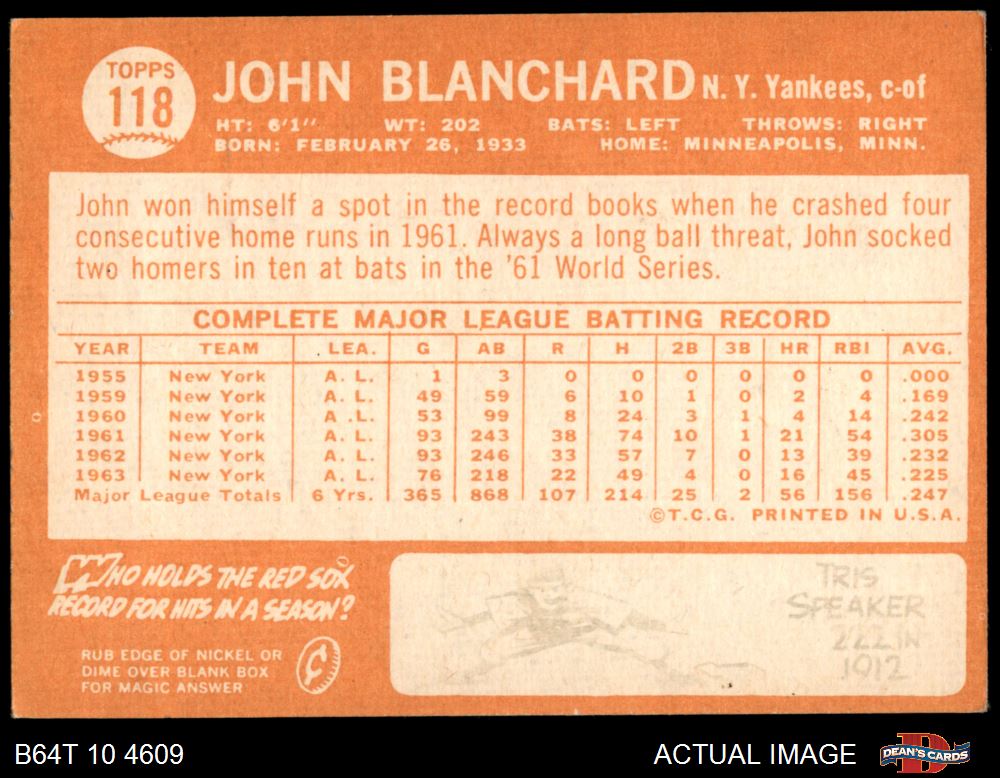 TOPPS
118
JOHN BLANCHARD N. Y. Yankees, c-of
HT: 6'1" WT: 202 BATS: LEFT THROWS: RIGHT
BORN: FEBRUARY 26, 1933 HOME: MINNEAPOLIS, MINN.
John won himself a spot in the record books when he crashed four
consecutive home runs in 1961. Always a long ball threat, John socked
two homers in ten at bats in the '61 World Series.
COMPLETE MAJOR LEAGUE BATTING RECORD
YEAR TEAM LEA. G AB R H 2B 3B HR RBI AVG.
1955 New York A. L. 1 3 0 0 0 0 0 0 .000
1959 New York A. L. 49 59 6 10 1 0 2 4 .169
1960 New York A. L. 53 99 8 24 3 1 4 14 .242
1961 New York A. L. 93 243 38 74 10 1 21 54 .305
1962 New York A. L. 93 246 33 57 7 0 13 39 .232
1963 New York A. L. 76 218 22 49 4 0 16 45 .225
Major League Totals 6 Yrs. 365 868 107 214 25 2 56 156 .247
©T.C.G. PRINTED IN U.S.A.
WHO HOLDS THE RED SOX
RECORD FOR HITS IN A SEASON?
RUB EDGE OF NICKEL OR
DIME OVER BLANK BOX
FOR MAGIC ANSWER
TRIS
SPEAKER
222 IN
1912
B64T 10 4609
ACTUAL IMAGE
DEAN'S CARDS